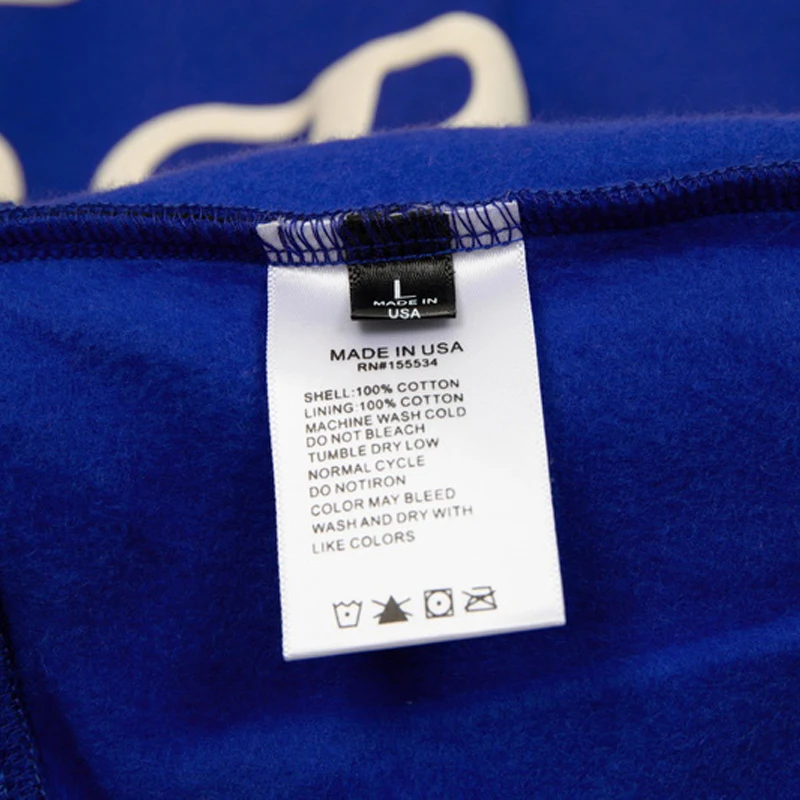 L
MADE IN
USA
MADE IN USA
RN#155534
SHELL:100% COTTON
LINING:100% COTTON
MACHINE WASH COLD
DO NOT BLEACH
TUMBLE DRY LOW
NORMAL CYCLE
DO NOTIRON
COLOR MAY BLEED
WASH AND DRY WITH
LIKE COLORS